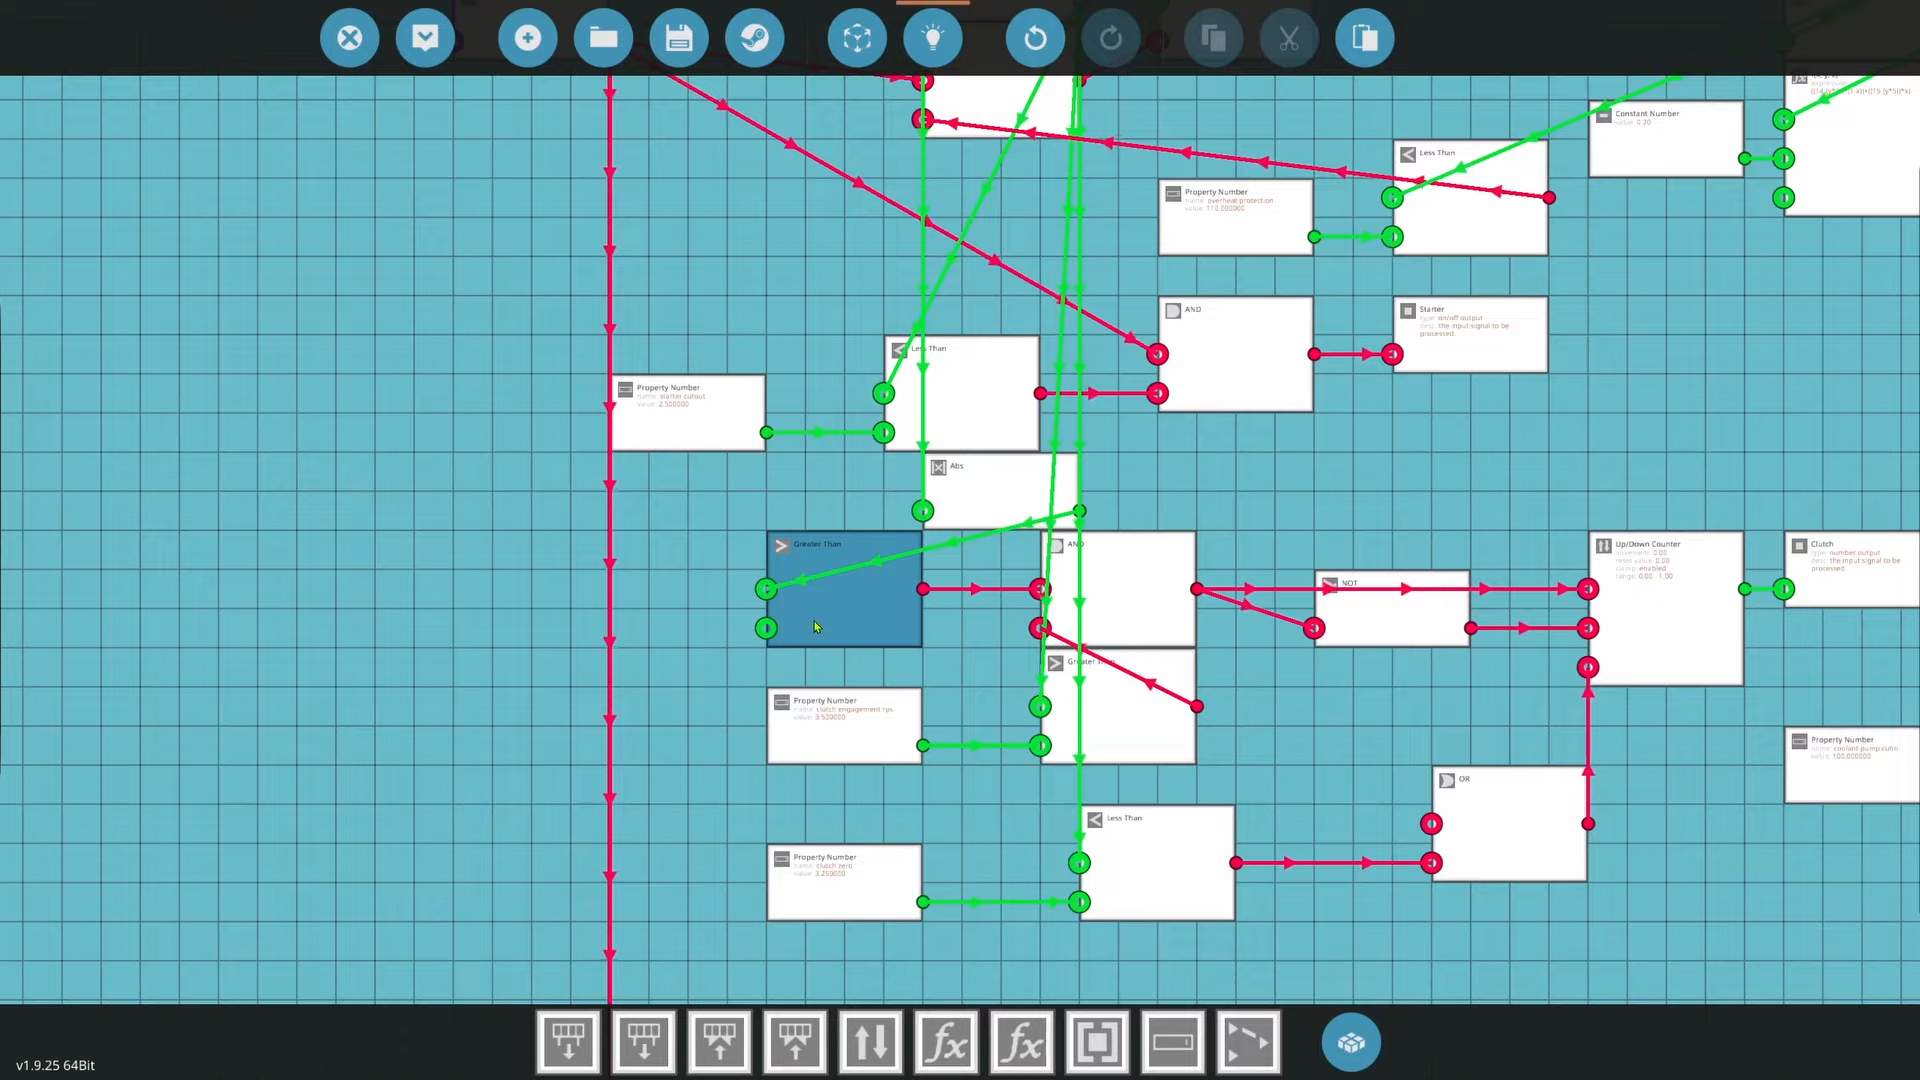 Constant Number
value: 0.20
Less Than
Property Number
name: overheat protection
value: 110.000000
AND
Starter
type: on/off output
desc: the input signal to be
processed.
Less Than
Property Number
name: starter cutout
value: 2.500000
Abs
Greater Than
AND
NOT
Up/Down Counter
increment: 0.00
reset value: 0.00
clamp: enabled
range: 0.00 1.00
Clutch
type: number output
desc: the input signal to be
processed
Greater Than
Property Number
name: clutch engagement rps
value: 3.500000
Property Number
name: coolant pump cutin
value: 100.000000
OR
Less Than
Property Number
name: clutch zero
value: 3.250000
v1.9.25 64Bit